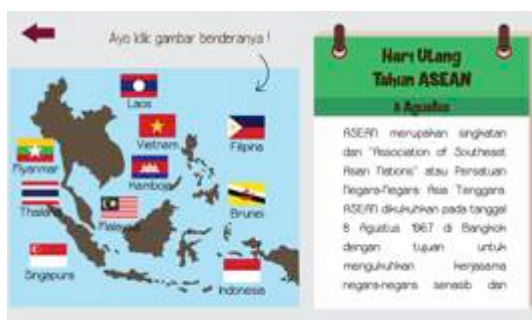 Ayo klik gambar benderanya !
Laos
Vietnam
Filipina
Myanmar
Kamboja
Thailand
Malaysia
Brunei
Singapura
Indonesia
Hari Ulang
Tahun ASEAN
8 Agustus
ASEAN merupakan singkatan
dari "Association of Southeast
Asian Nations" atau Persatuan
Negara-Negara Asia Tenggara.
ASEAN dikukuhkan pada tanggal
8 Agustus 1967 di Bangkok
dengan tujuan untuk
mengukuhkan kerjasama
negara-negara senasib dan